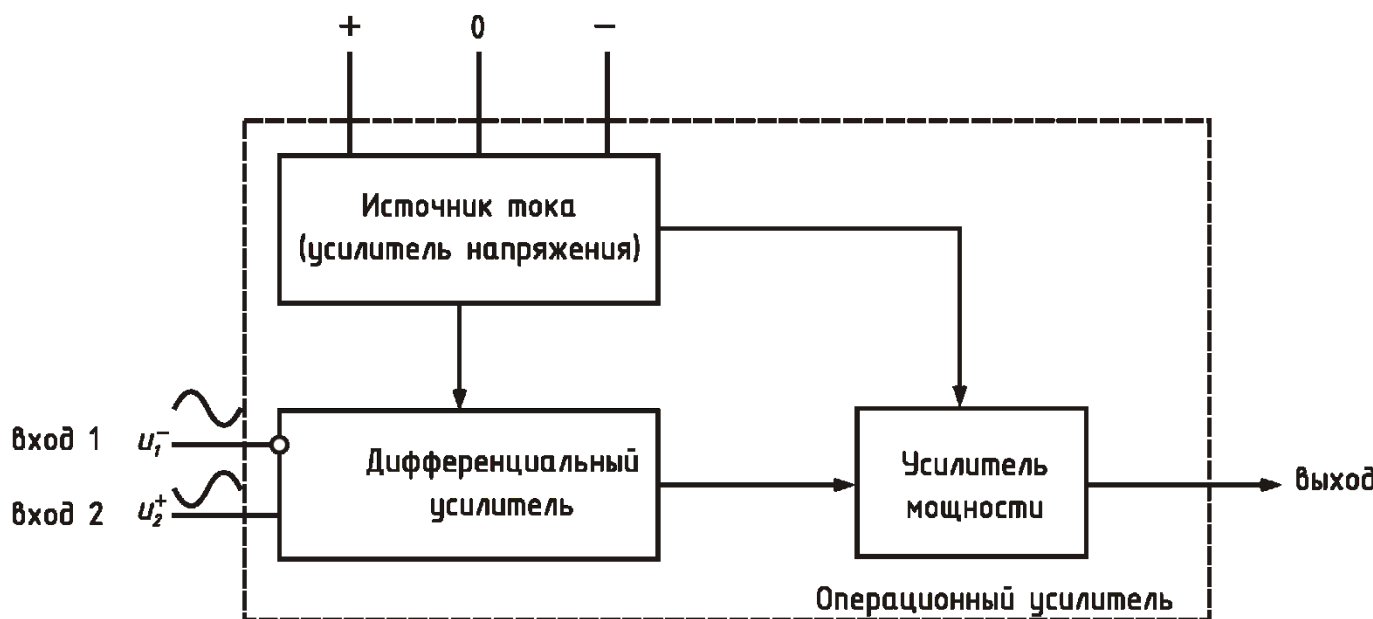 + 0 −
Источник тока
(усилитель напряжения)
вход 1 u₁⁻
вход 2 u₂⁺
Дифференциальный
усилитель
Усилитель
мощности
выход
Операционный усилитель